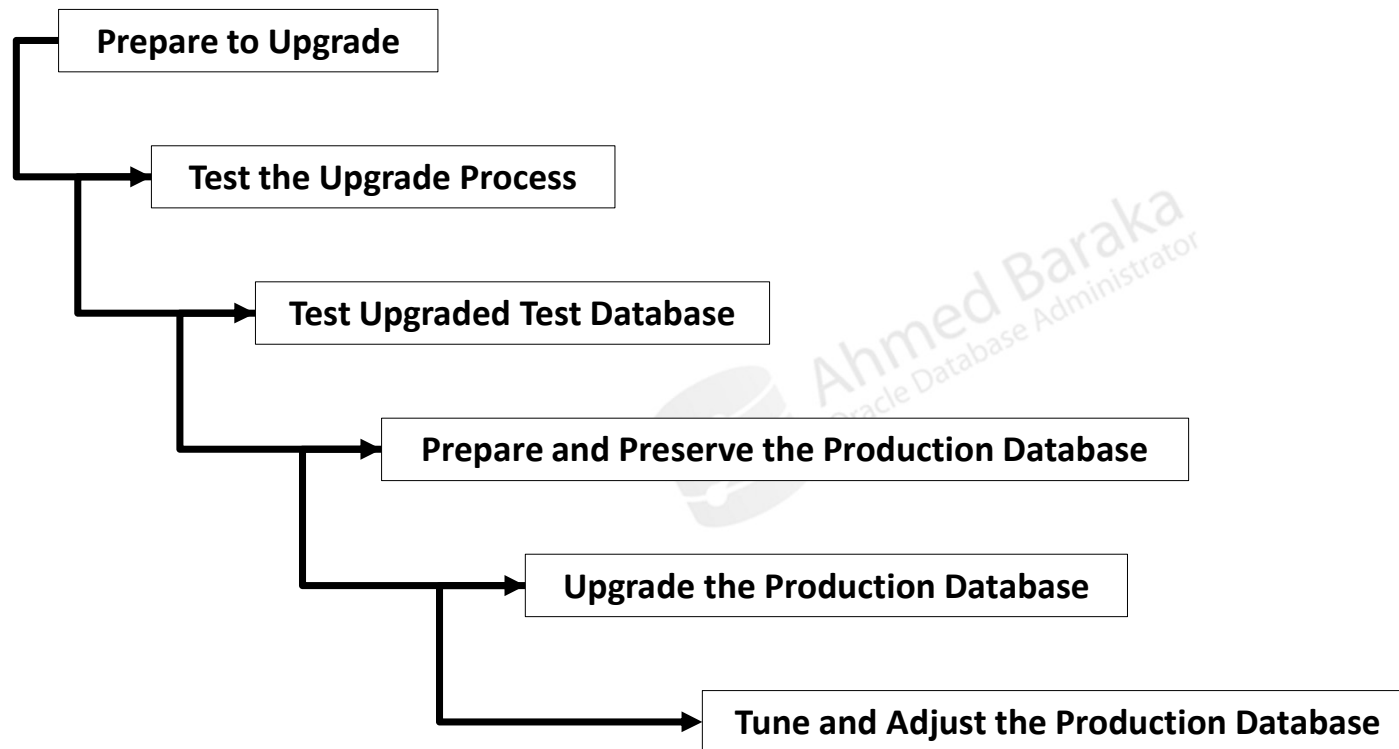 Prepare to Upgrade
Test the Upgrade Process
Ahmed Baraka
Oracle Database Administrator
Test Upgraded Test Database
Prepare and Preserve the Production Database
Upgrade the Production Database
Tune and Adjust the Production Database